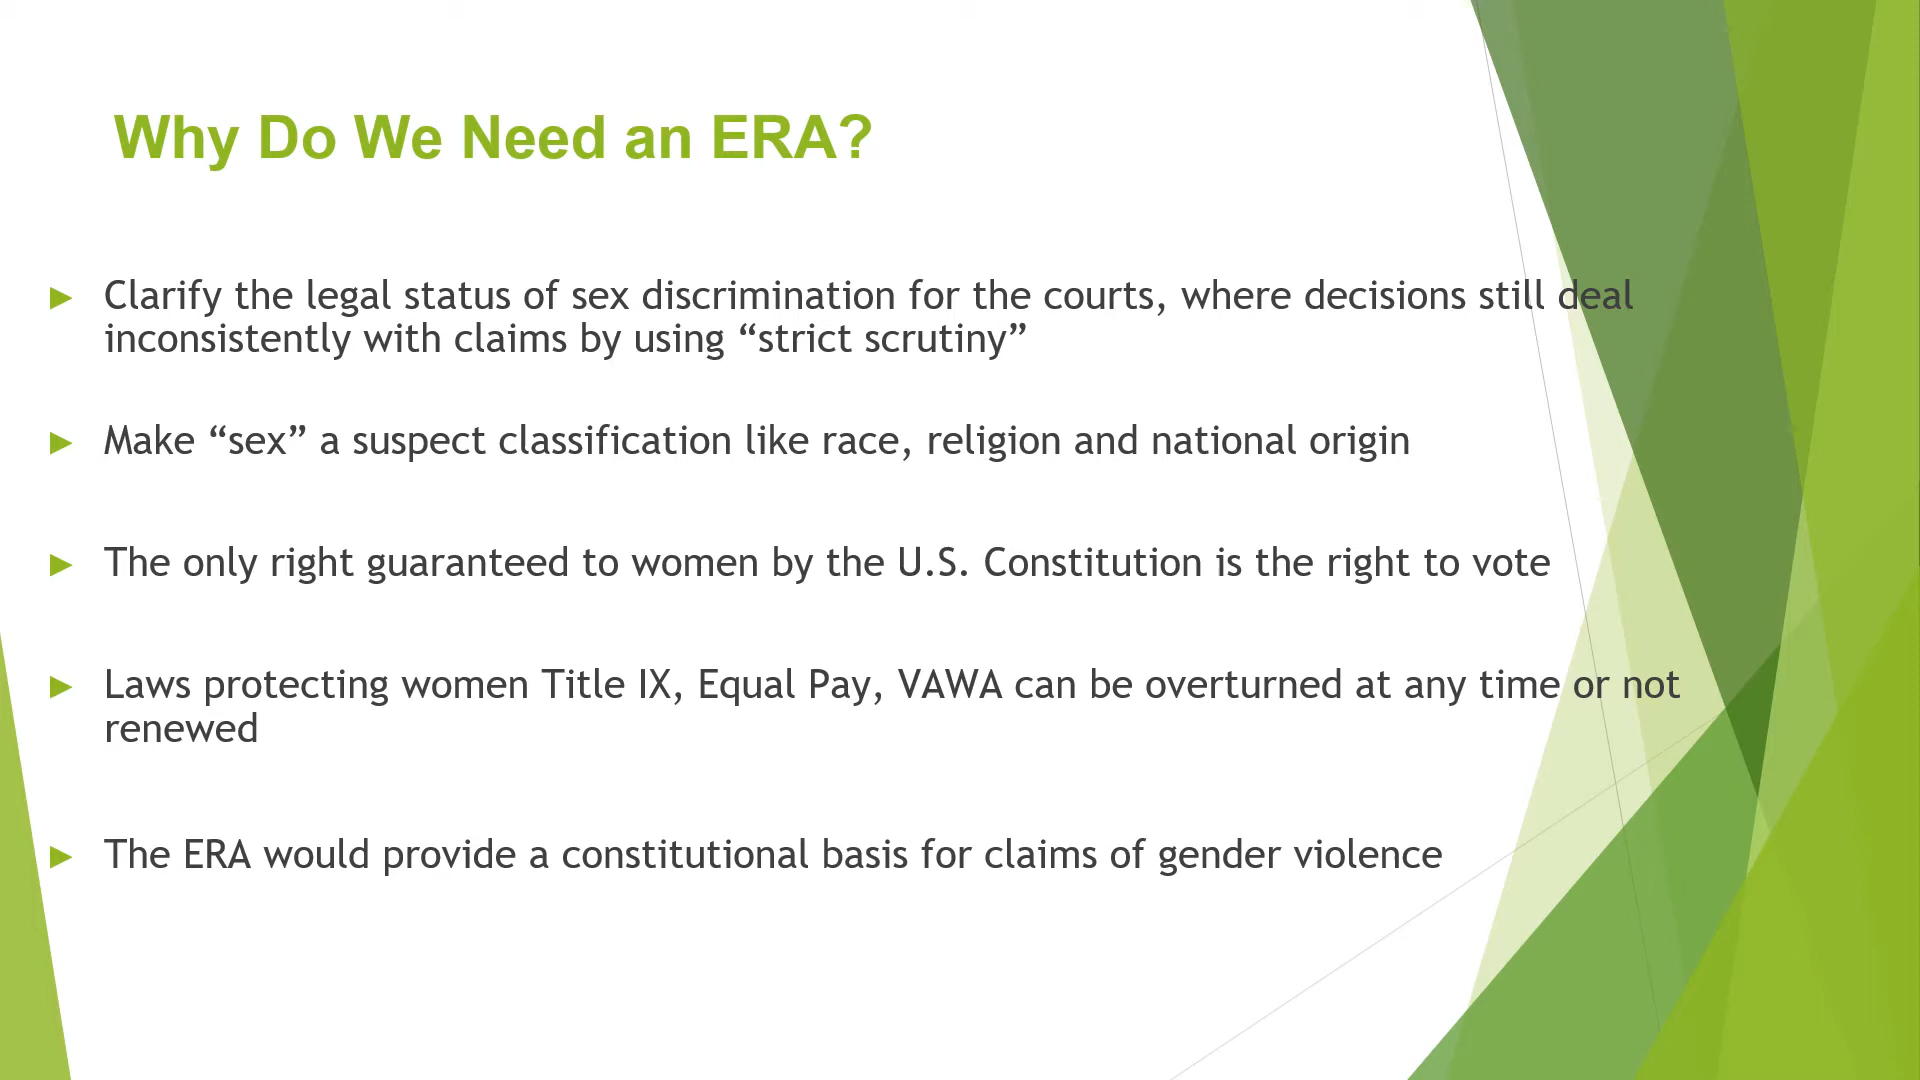 Why Do We Need an ERA?
Clarify the legal status of sex discrimination for the courts, where decisions still deal
inconsistently with claims by using “strict scrutiny”
Make “sex” a suspect classification like race, religion and national origin
The only right guaranteed to women by the U.S. Constitution is the right to vote
Laws protecting women Title IX, Equal Pay, VAWA can be overturned at any time or not
renewed
The ERA would provide a constitutional basis for claims of gender violence